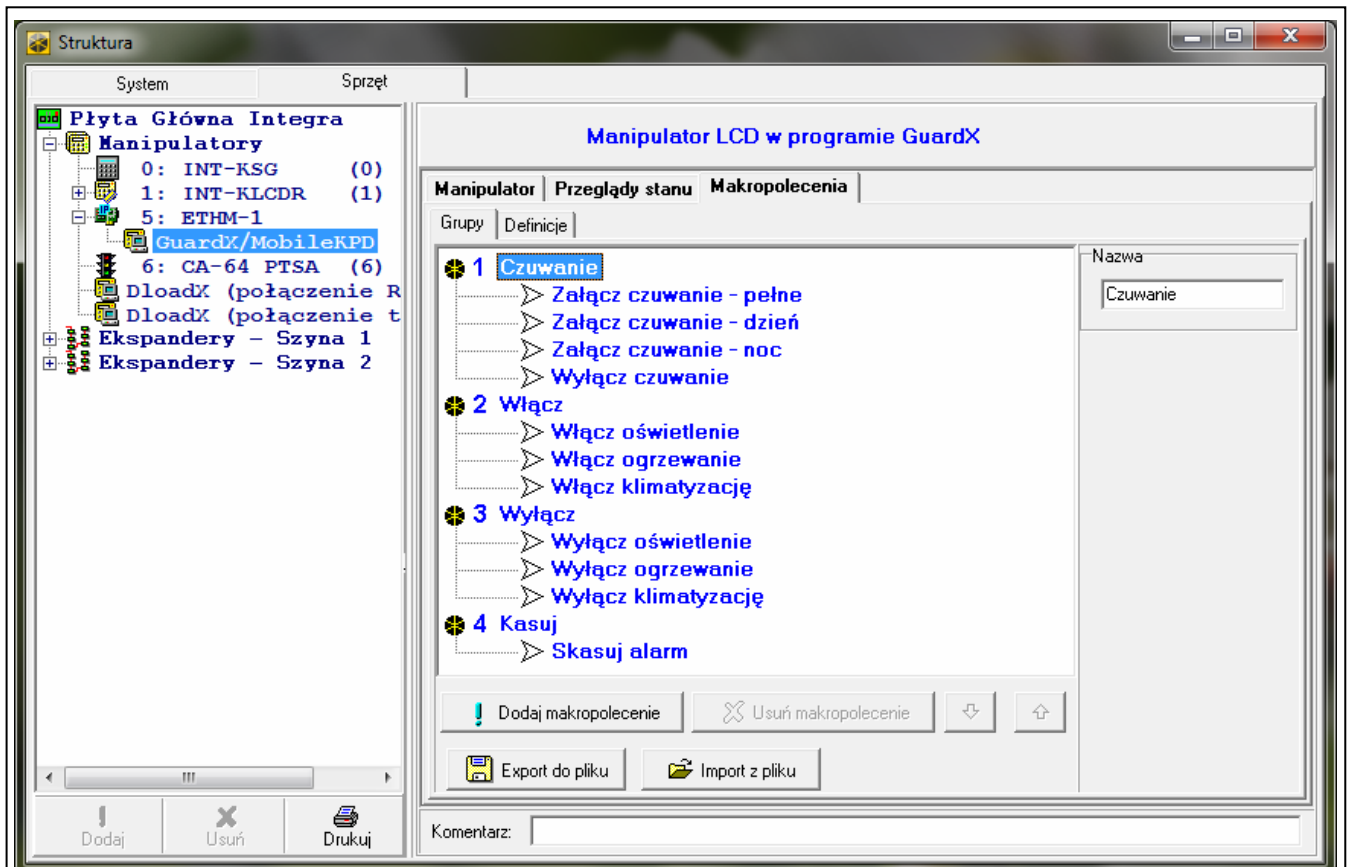 Struktura
System
Sprzęt
Płyta Główna Integra
Manipulatory
0: INT-KSG (0)
1: INT-KLCDR (1)
5: ETHM-1
GuardX/MobileKPD
6: CA-64 PTSA (6)
DloadX (połączenie R
DloadX (połączenie t
Ekspandery – Szyna 1
Ekspandery – Szyna 2
Dodaj
Usuń
Drukuj
Manipulator LCD w programie GuardX
Manipulator
Przeglądy stanu
Makropolecenia
Grupy
Definicje
1 Czuwanie
Załącz czuwanie - pełne
Załącz czuwanie - dzień
Załącz czuwanie - noc
Wyłącz czuwanie
2 Włącz
Włącz oświetlenie
Włącz ogrzewanie
Włącz klimatyzację
3 Wyłącz
Wyłącz oświetlenie
Wyłącz ogrzewanie
Wyłącz klimatyzację
4 Kasuj
Skasuj alarm
Nazwa
Czuwanie
Dodaj makropolecenie
Usuń makropolecenie
Export do pliku
Import z pliku
Komentarz: